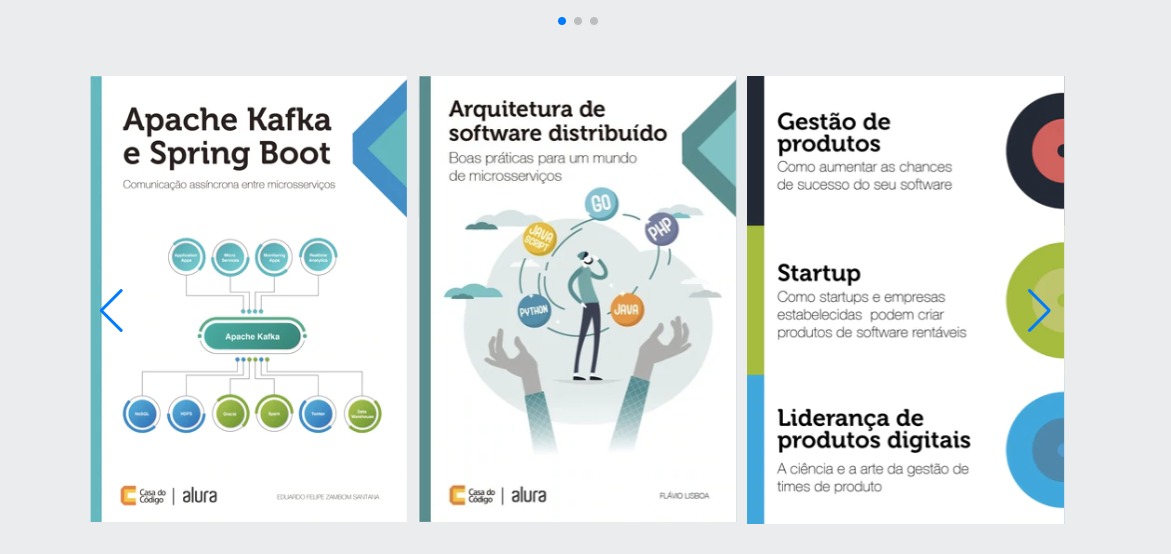 Apache Kafka
e Spring Boot
Comunicação assíncrona entre microsserviços
Application
Apps
Micro
Services
Monitoring
Apps
Realtime
Analytics
Apache Kafka
NoSQL
HDFS
Oracle
Spark
Twitter
Data
Warehouse
Casa do
Código
alura
EDUARDO FELIPE ZAMBOM SANTANA
Arquitetura de
software distribuído
Boas práticas para um mundo
de microsserviços
GO
JAVA
SCRIPT
PHP
PYTHON
JAVA
Casa do
Código
alura
FLÁVIO LISBOA
Gestão de
produtos
Como aumentar as chances
de sucesso do seu software
Startup
Como startups e empresas
estabelecidas podem criar
produtos de software rentáveis
Liderança de
produtos digitais
A ciência e a arte da gestão de
times de produto